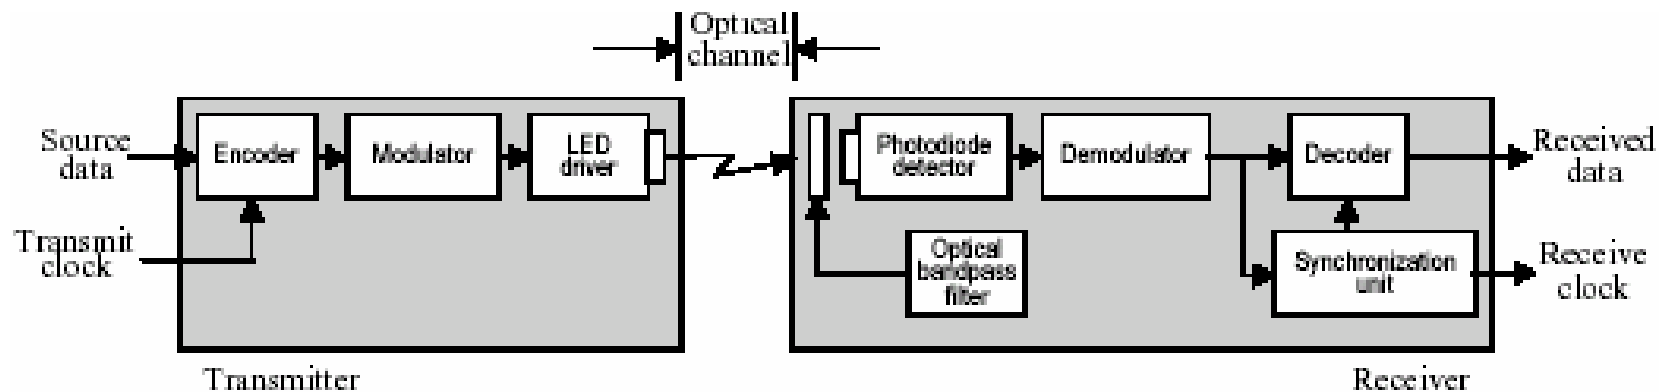 Optical
channel
Source
data
Encoder
Modulator
LED
driver
Transmit
clock
Transmitter
Photodiode
detector
Demodulator
Decoder
Received
data
Optical
bandpass
filter
Synchronization
unit
Receive
clock
Receiver